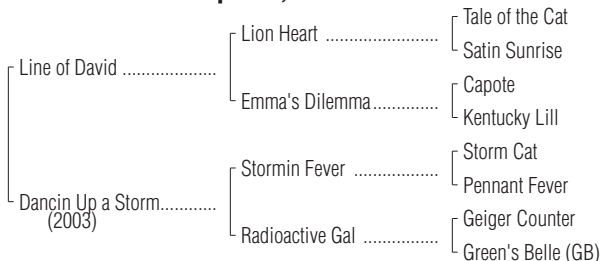 Tale of the Cat
Lion Heart ........................
Satin Sunrise
Line of David ....................
Capote
Emma's Dilemma..............
Kentucky Lill
Storm Cat
Stormin Fever ..................
Pennant Fever
Dancin Up a Storm............
(2003)
Geiger Counter
Radioactive Gal ................
Green's Belle (GB)